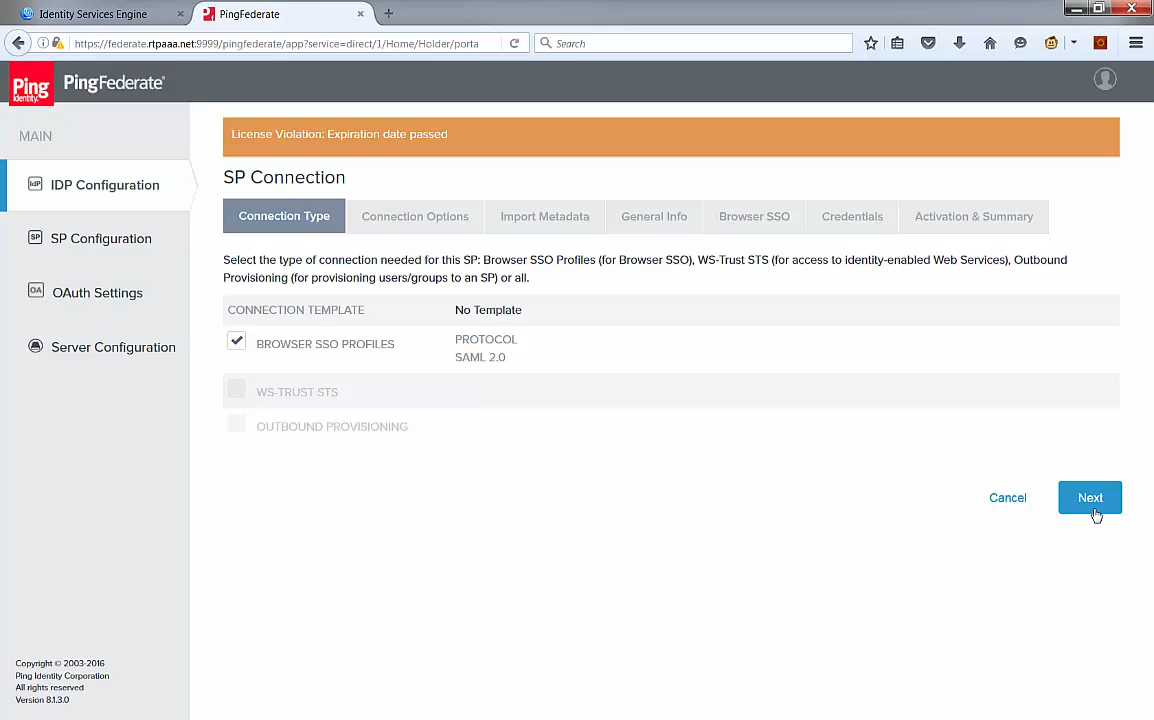 Identity Services Engine
PingFederate
https://federate.rtpaaa.net:9999/pingfederate/app?service=direct/1/Home/Holder/porta
Search
Ping
Identity.
PingFederate®
MAIN
IDP Configuration
SP Configuration
OAuth Settings
Server Configuration
License Violation: Expiration date passed
SP Connection
Connection Type
Connection Options
Import Metadata
General Info
Browser SSO
Credentials
Activation & Summary
Select the type of connection needed for this SP: Browser SSO Profiles (for Browser SSO), WS-Trust STS (for access to identity-enabled Web Services), Outbound
Provisioning (for provisioning users/groups to an SP) or all.
CONNECTION TEMPLATE No Template
BROWSER SSO PROFILES
PROTOCOL
SAML 2.0
WS-TRUST STS
OUTBOUND PROVISIONING
Cancel
Next
Copyright © 2003-2016
Ping Identity Corporation
All rights reserved
Version 8.1.3.0